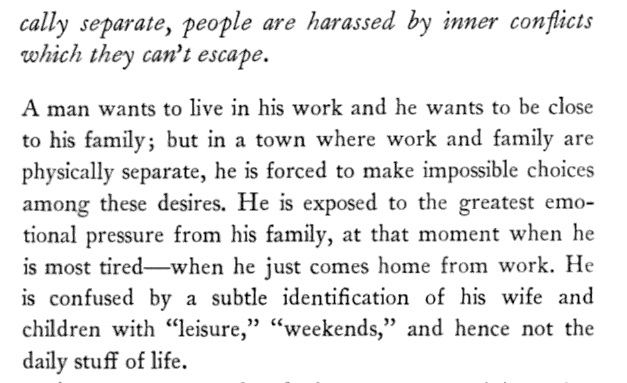 cally separate, people are harassed by inner conflicts
which they can't escape.
A man wants to live in his work and he wants to be close
to his family; but in a town where work and family are
physically separate, he is forced to make impossible choices
among these desires. He is exposed to the greatest emo-
tional pressure from his family, at that moment when he
is most tired—when he just comes home from work. He
is confused by a subtle identification of his wife and
children with “leisure,” “weekends,” and hence not the
daily stuff of life.